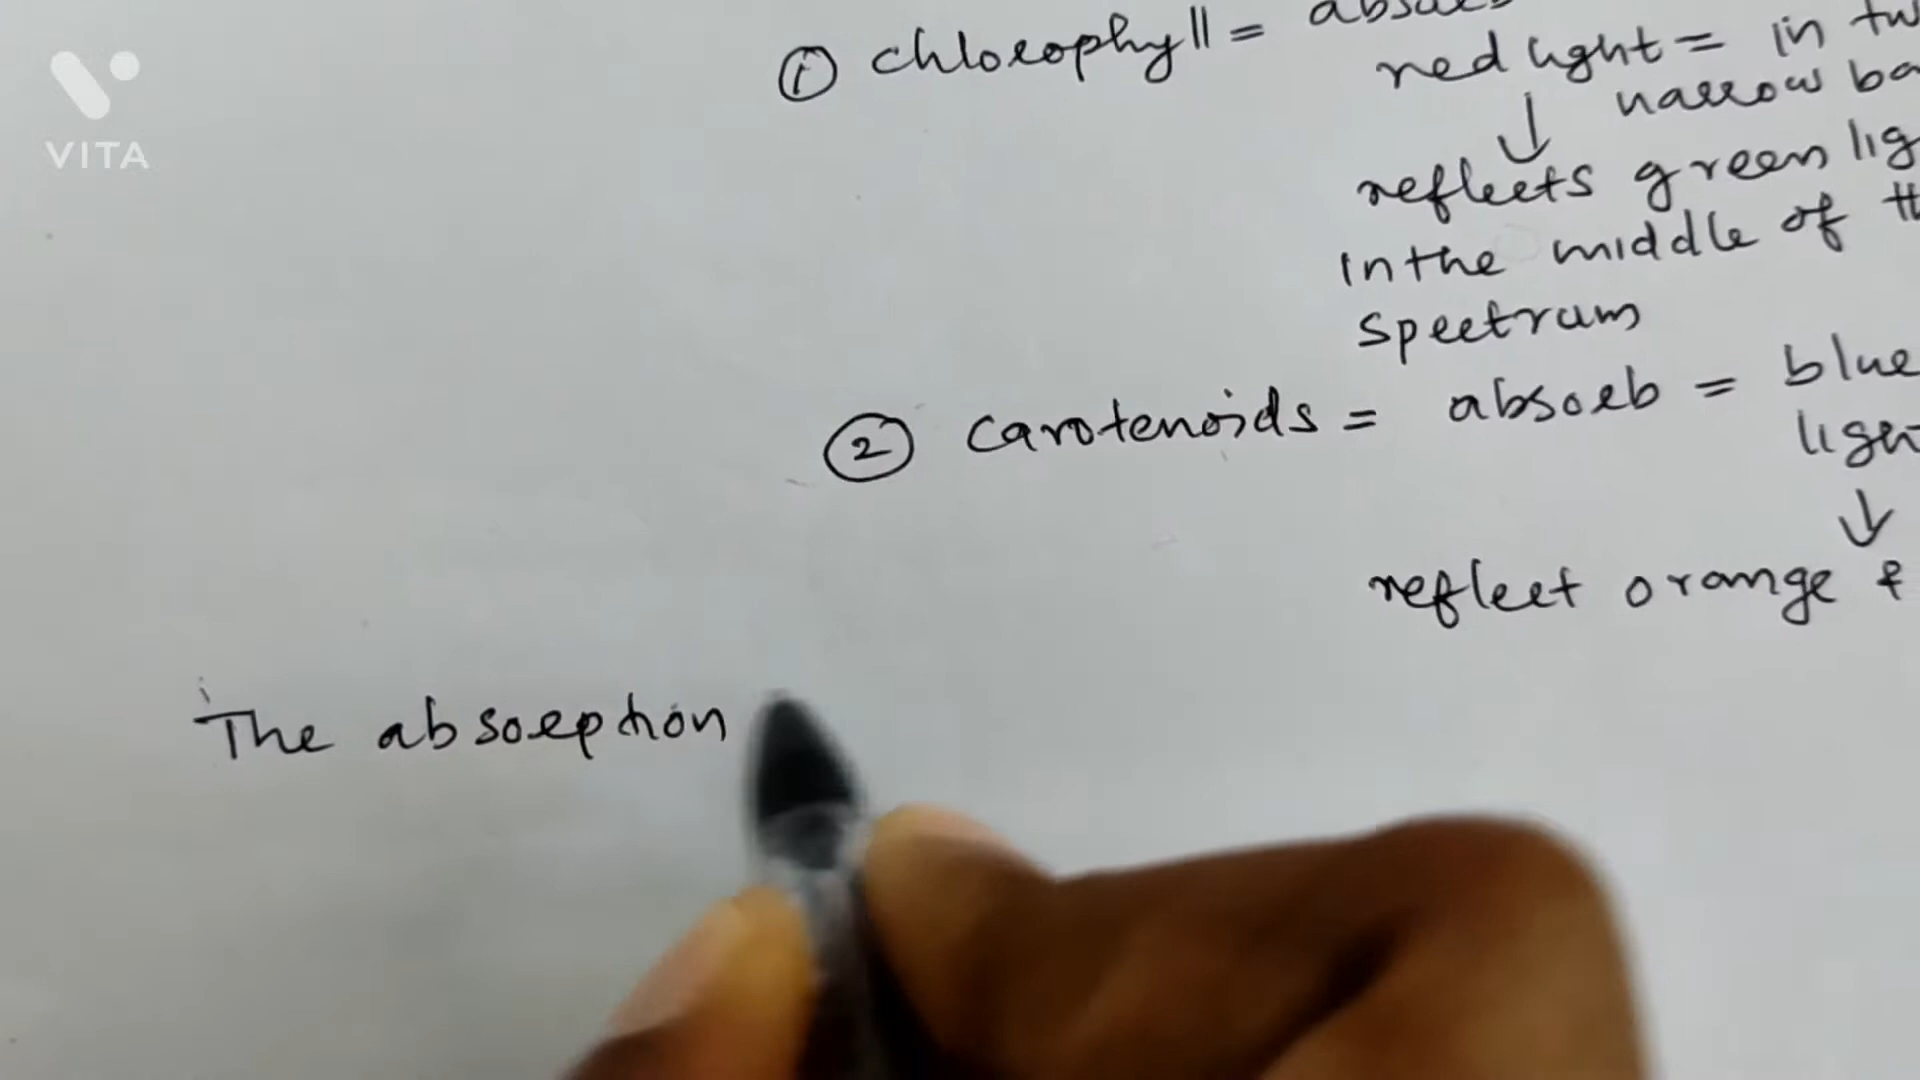 VITA
① chlorophyll =
red light = in
narrow
reflects green
in the middle of
spectrum
② carotenoids = absorb = blue
reflect orange &
The absorption